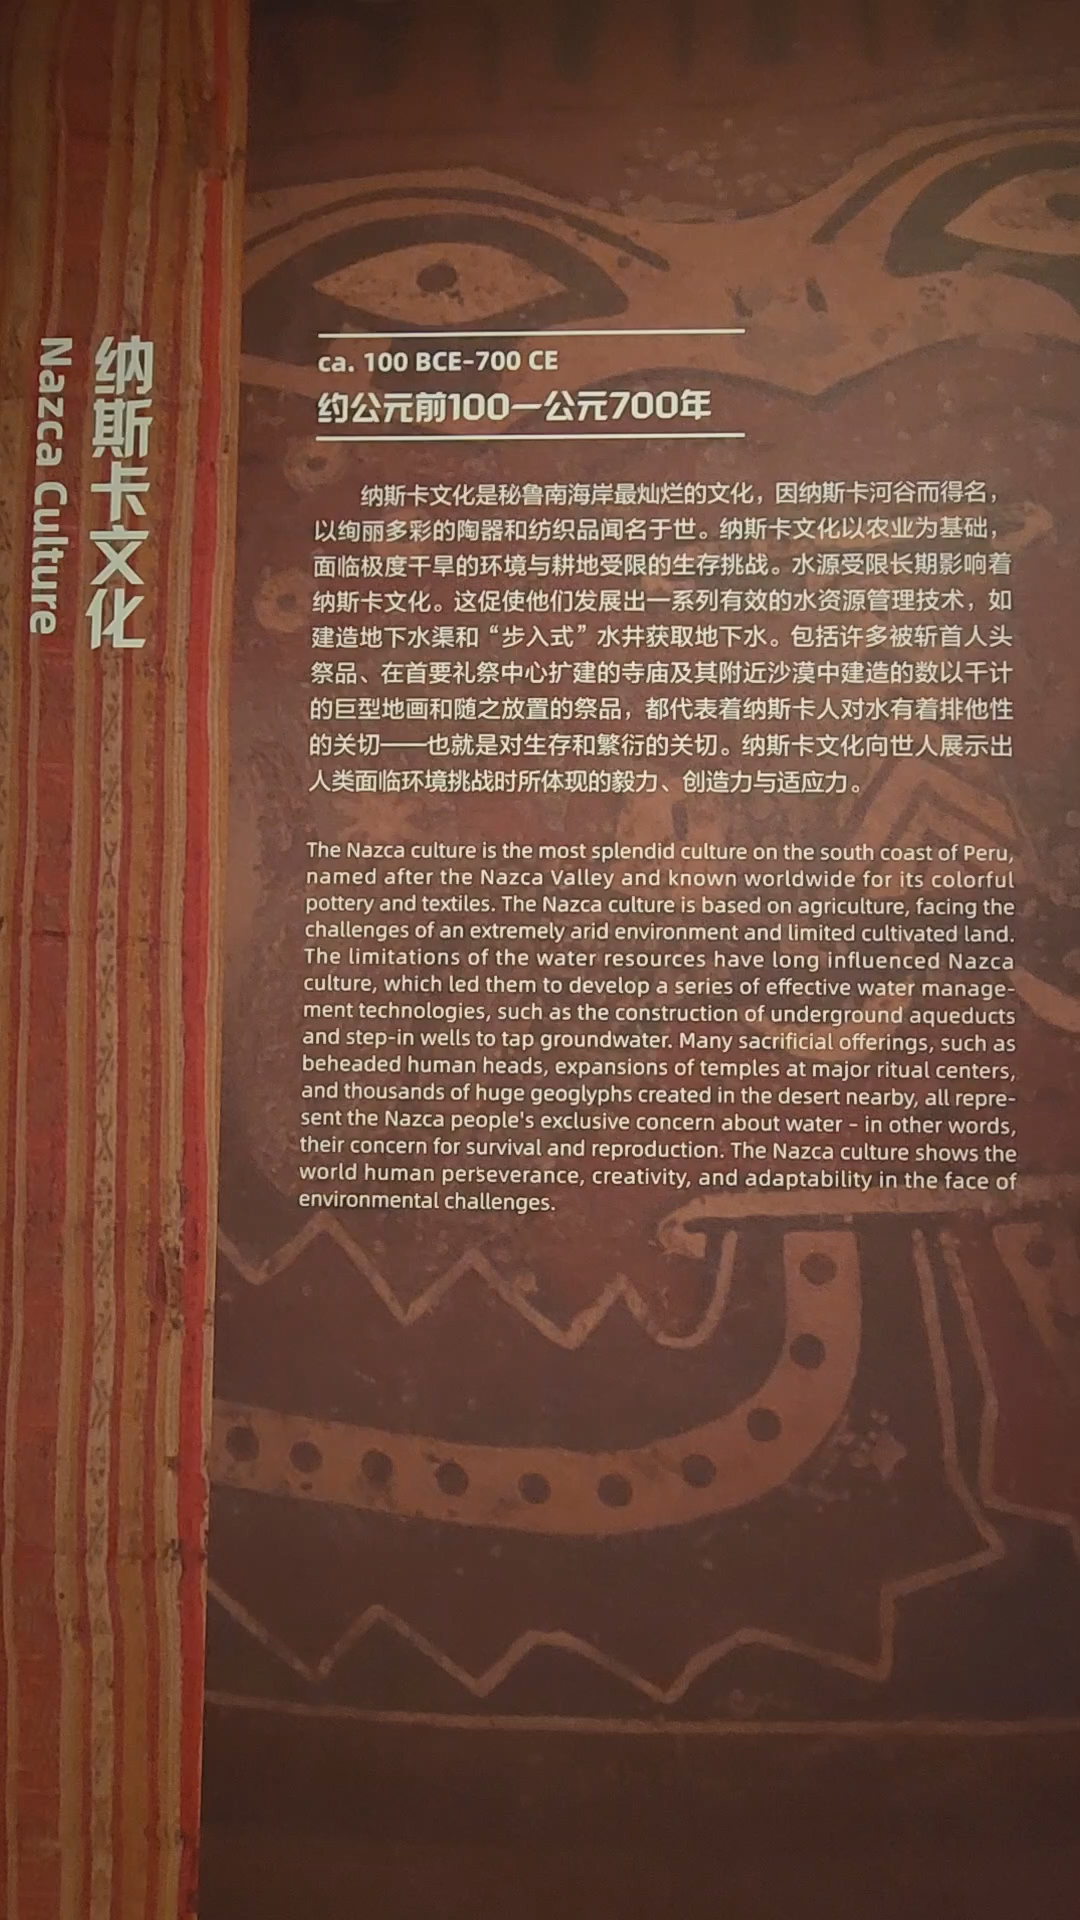 纳斯卡文化
Nazca Culture
ca. 100 BCE–700 CE
约公元前100—公元700年
纳斯卡文化是秘鲁南海岸最灿烂的文化，因纳斯卡河谷而得名，
以绚丽多彩的陶器和纺织品闻名于世。纳斯卡文化以农业为基础，
面临极度干旱的环境与耕地受限的生存挑战。水源受限长期影响着
纳斯卡文化。这促使他们发展出一系列有效的水资源管理技术，如
建造地下水渠和“步入式”水井获取地下水。包括许多被斩首人头
祭品、在首要礼祭中心扩建的寺庙及其附近沙漠中建造的数以千计
的巨型地画和随之放置的祭品，都代表着纳斯卡人对水有着排他性
的关切——也就是对生存和繁衍的关切。纳斯卡文化向世人展示出
人类面临环境挑战时所体现的毅力、创造力与适应力。
The Nazca culture is the most splendid culture on the south coast of Peru,
named after the Nazca Valley and known worldwide for its colorful
pottery and textiles. The Nazca culture is based on agriculture, facing the
challenges of an extremely arid environment and limited cultivated land.
The limitations of the water resources have long influenced Nazca
culture, which led them to develop a series of effective water manage-
ment technologies, such as the construction of underground aqueducts
and step-in wells to tap groundwater. Many sacrificial offerings, such as
beheaded human heads, expansions of temples at major ritual centers,
and thousands of huge geoglyphs created in the desert nearby, all repre-
sent the Nazca people's exclusive concern about water – in other words,
their concern for survival and reproduction. The Nazca culture shows the
world human perseverance, creativity, and adaptability in the face of
environmental challenges.